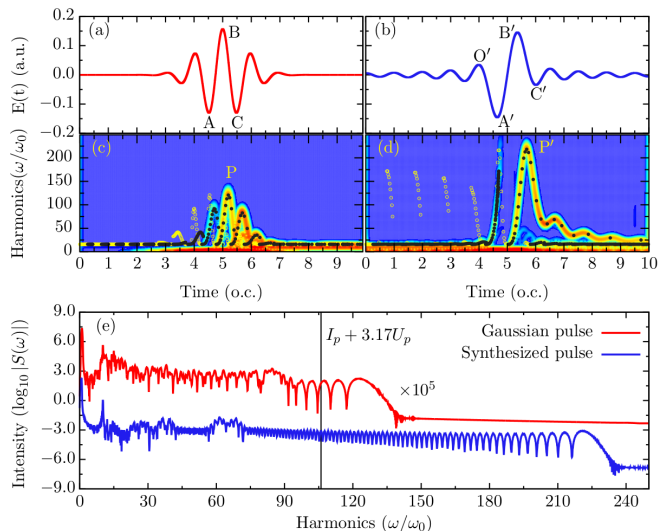 0.2
0.1
0.0
−0.1
−0.2
E(t) (a.u.)
(a)
B
A
C
(b)
O′
B′
A′
C′
Harmonics(ω/ω₀)
200
150
100
50
0
(c)
P
(d)
P′
0 1 2 3 4 5 6 7 8 9
0 1 2 3 4 5 6 7 8 9 10
Time (o.c.)
Time (o.c.)
Intensity (log₁₀ |S(ω)|)
9.0
6.0
3.0
0.0
−3.0
−6.0
−9.0
(e)
Iₚ + 3.17Uₚ
Gaussian pulse
Synthesized pulse
×10⁵
0 30 60 90 120 150 180 210 240
Harmonics (ω/ω₀)